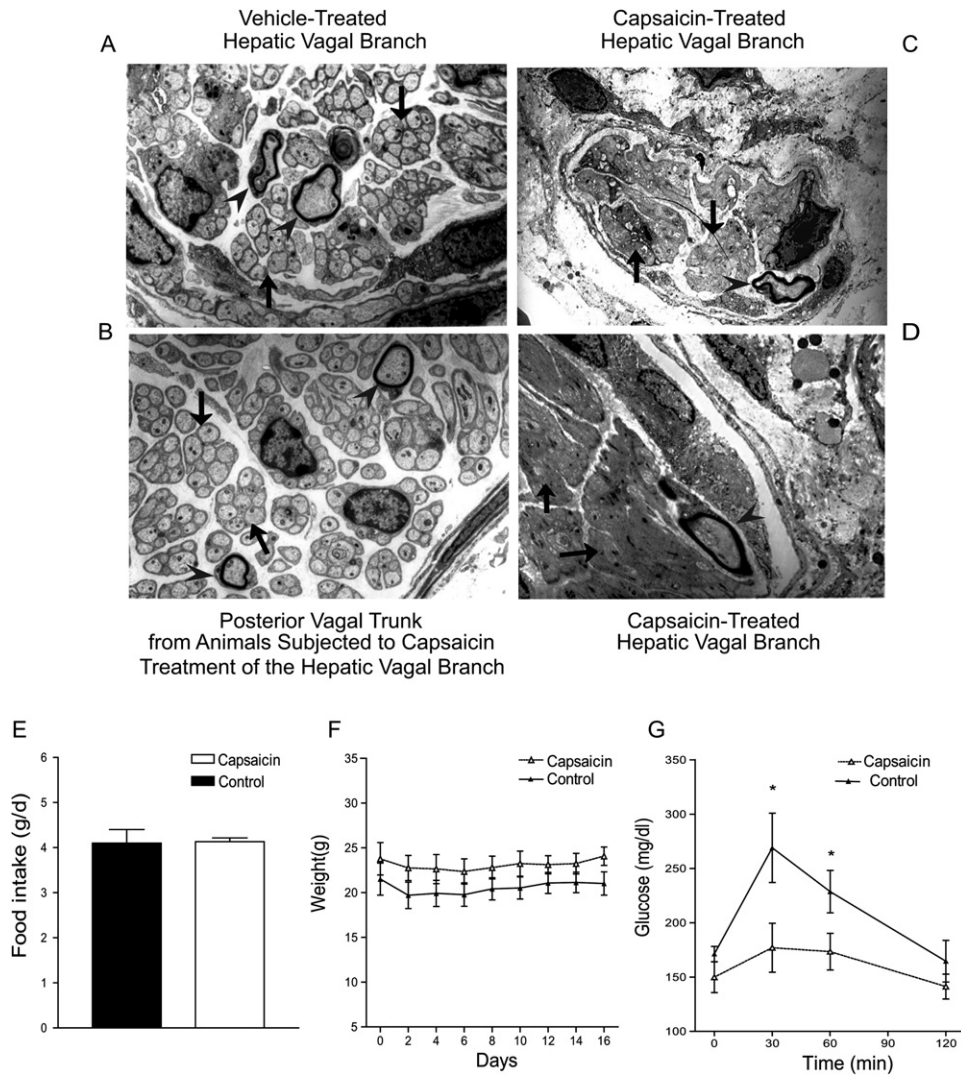 A
Vehicle-Treated
Hepatic Vagal Branch
Capsaicin-Treated
Hepatic Vagal Branch
C
B
D
Posterior Vagal Trunk
from Animals Subjected to Capsaicin
Treatment of the Hepatic Vagal Branch
Capsaicin-Treated
Hepatic Vagal Branch
E
Capsaicin
Control
Food intake (g/d)
6
5
4
3
2
1
0
F
Capsaicin
Control
Weight(g)
35
30
25
20
15
10
5
0 2 4 6 8 10 12 14 16
Days
G
Capsaicin
Control
Glucose (mg/dl)
350
300
250
200
150
100
*
*
0 30 60 90 120
Time (min)